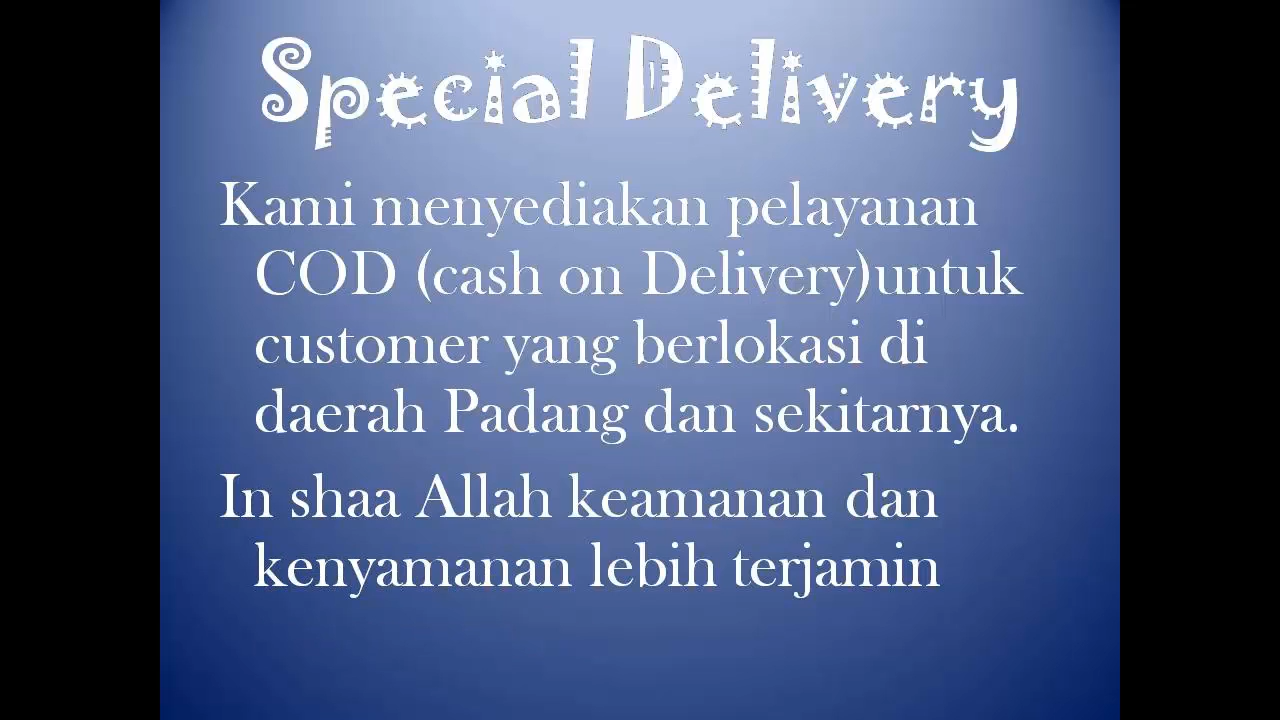 Special Delivery
Kami menyediakan pelayanan
COD (cash on Delivery)untuk
customer yang berlokasi di
daerah Padang dan sekitarnya.
In shaa Allah keamanan dan
kenyamanan lebih terjamin